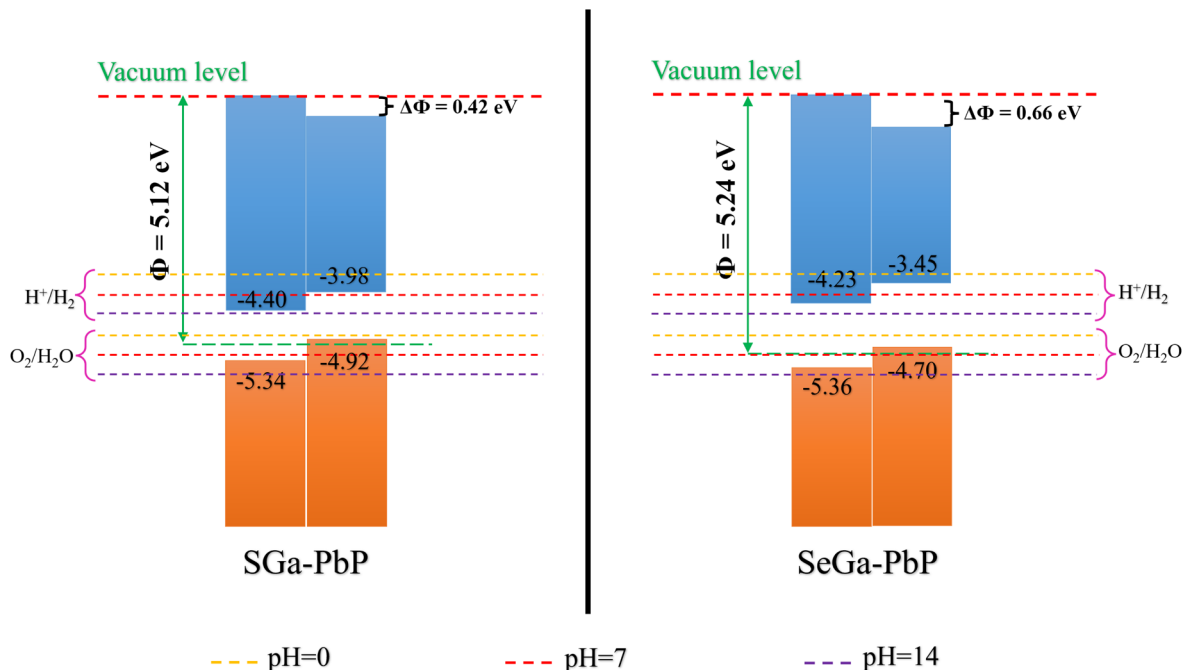 Vacuum level
ΔΦ = 0.42 eV
Φ = 5.12 eV
-3.98
-4.40
H⁺/H₂
O₂/H₂O
-4.92
-5.34
SGa-PbP
Vacuum level
ΔΦ = 0.66 eV
Φ = 5.24 eV
-3.45
-4.23
H⁺/H₂
O₂/H₂O
-4.70
-5.36
SeGa-PbP
pH=0
pH=7
pH=14